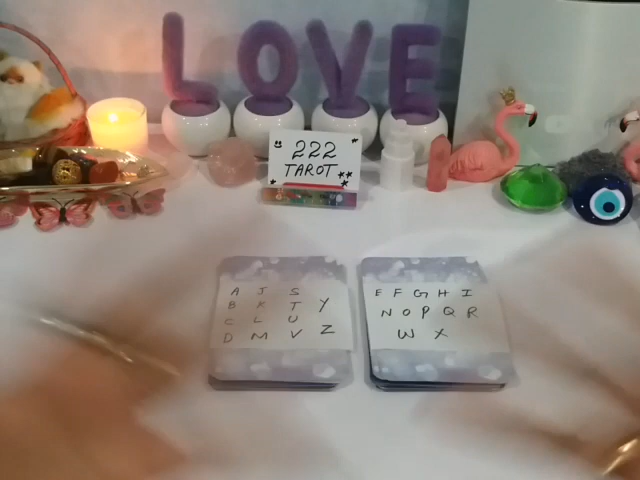 LOVE
222
TAROT
A J S
B K T Y
C L U
D M V Z
E F G H I
N O P Q R
W X